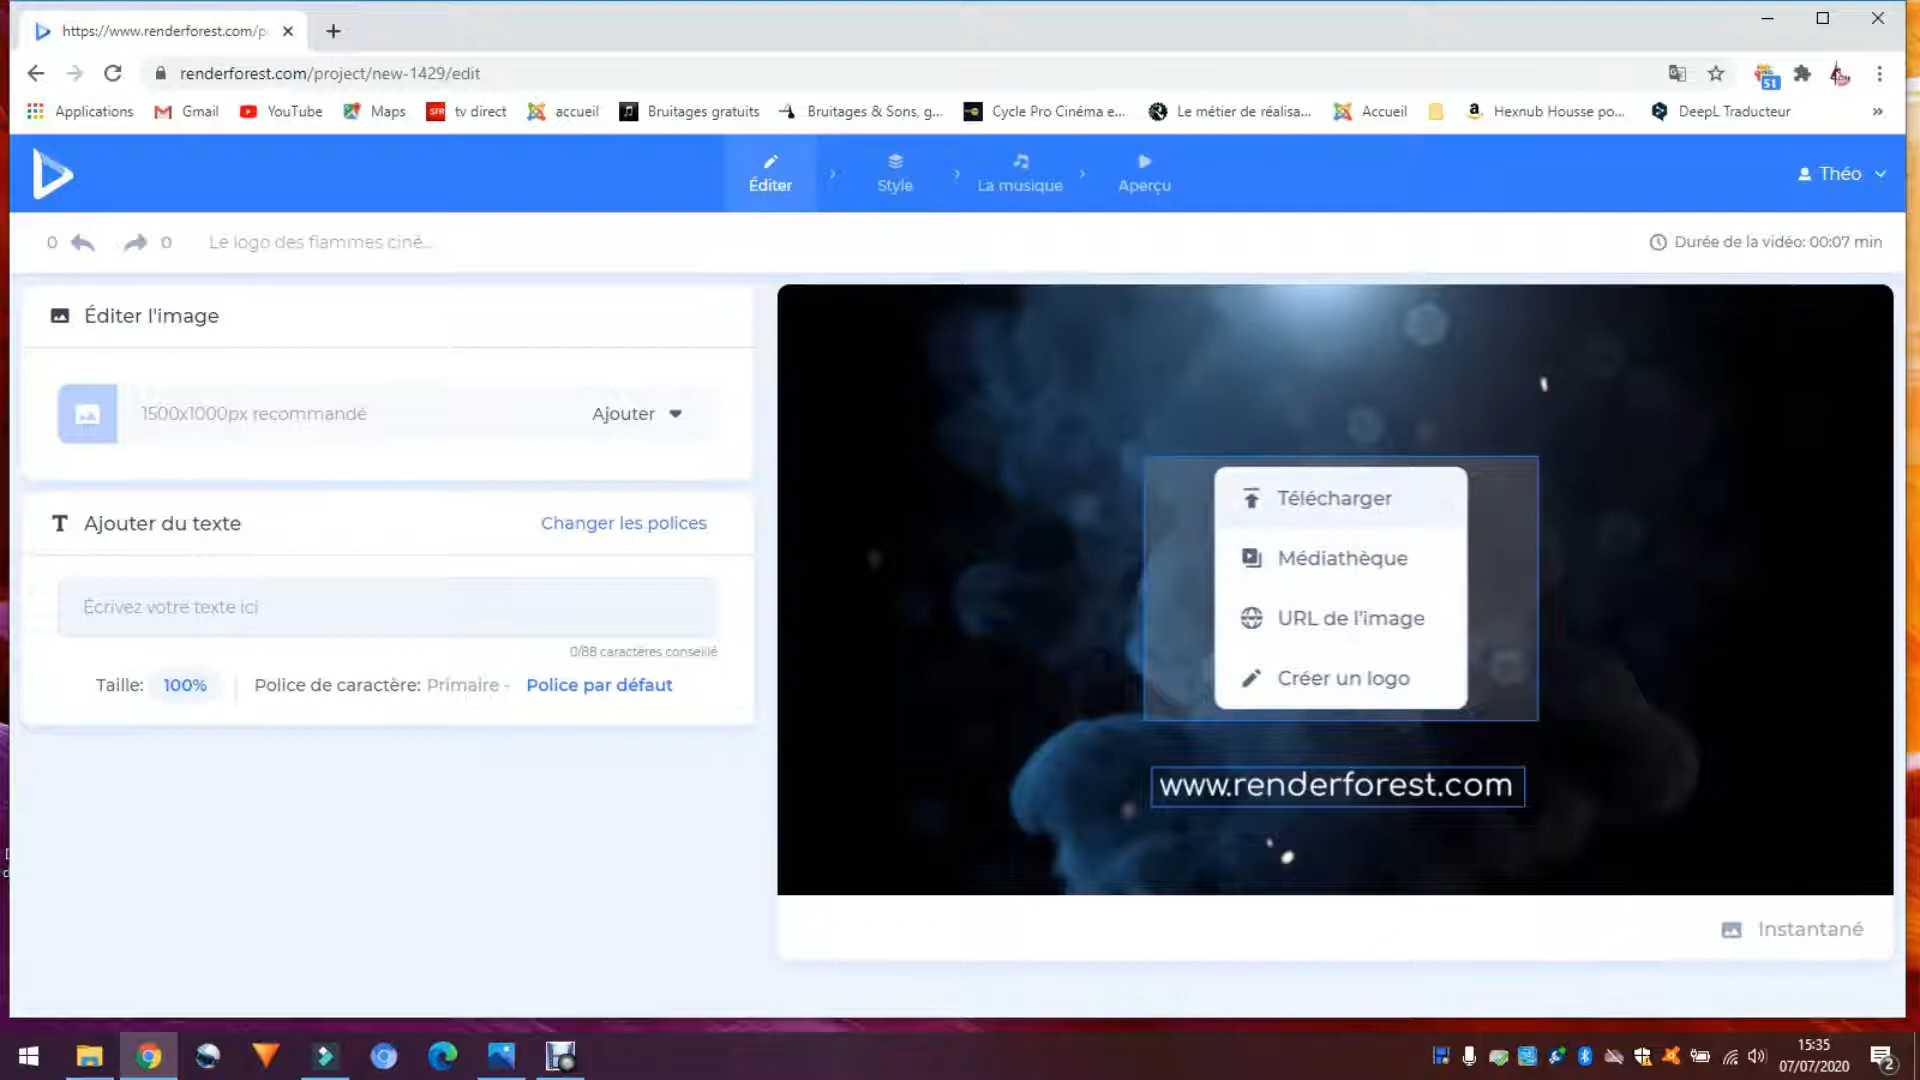 https://www.renderforest.com/p
renderforest.com/project/new-1429/edit
51
Applications
Gmail
YouTube
Maps
SFR
tv direct
accueil
Bruitages gratuits
Bruitages & Sons, g...
Cycle Pro Cinéma e...
Le métier de réalisa...
Accueil
Hexnub Housse po...
DeepL Traducteur
»
Éditer
Style
La musique
Aperçu
Théo
0
0
Le logo des flammes ciné...
Durée de la vidéo: 00:07 min
Éditer l'image
1500x1000px recommandé
Ajouter
Ajouter du texte
Changer les polices
Écrivez votre texte ici
0/88 caractères conseillé
Taille: 100%
Police de caractère: Primaire -
Police par défaut
Télécharger
Médiathèque
URL de l'image
Créer un logo
www.renderforest.com
Instantané
15:35
07/07/2020
2